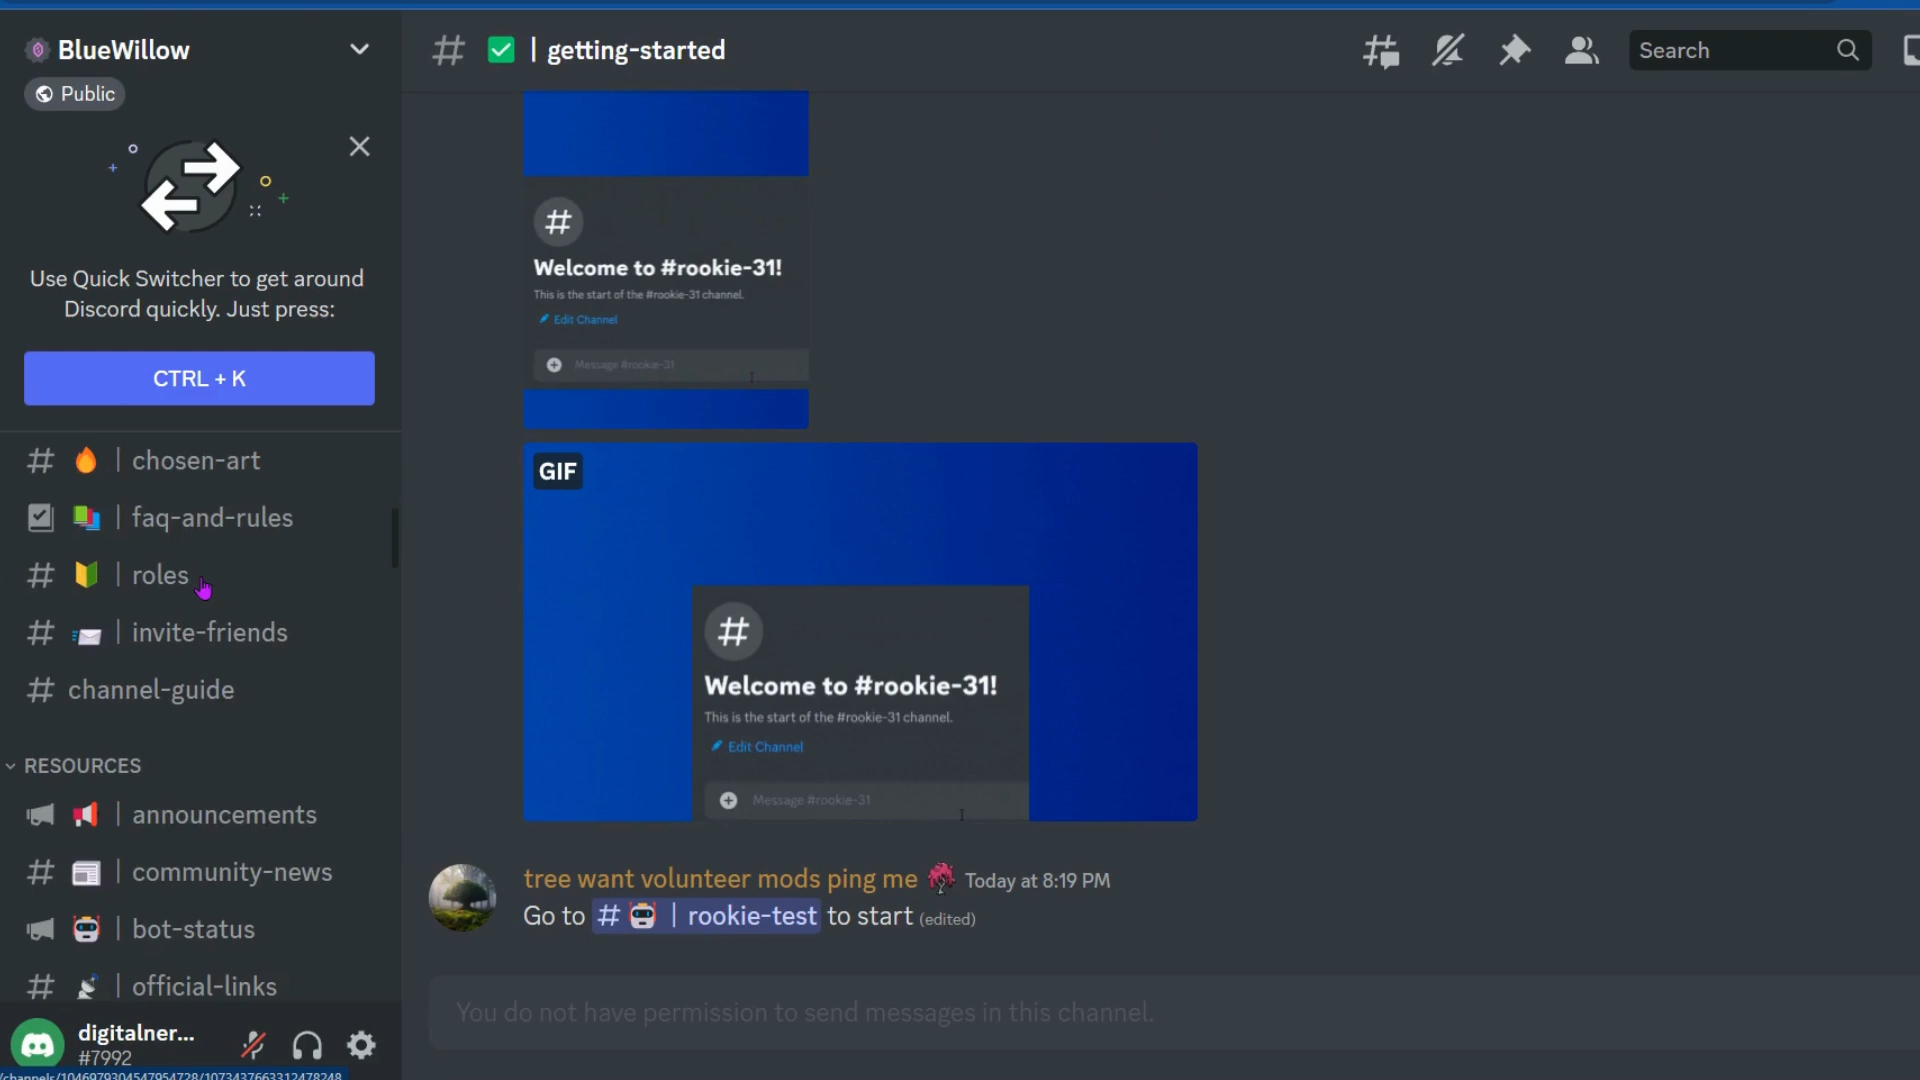 BlueWillow
Public
Use Quick Switcher to get around
Discord quickly. Just press:
CTRL + K
# | chosen-art
| faq-and-rules
# | roles
# | invite-friends
# channel-guide
RESOURCES
| announcements
# | community-news
| bot-status
# | official-links
digitalner...
#7992
/channels/1046979304547954728/1073437663312478248
# | getting-started
Search
#
Welcome to #rookie-31!
This is the start of the #rookie-31 channel.
Edit Channel
Message #rookie-31
GIF
#
Welcome to #rookie-31!
This is the start of the #rookie-31 channel.
Edit Channel
Message #rookie-31
tree want volunteer mods ping me Today at 8:19 PM
Go to # | rookie-test to start (edited)
You do not have permission to send messages in this channel.